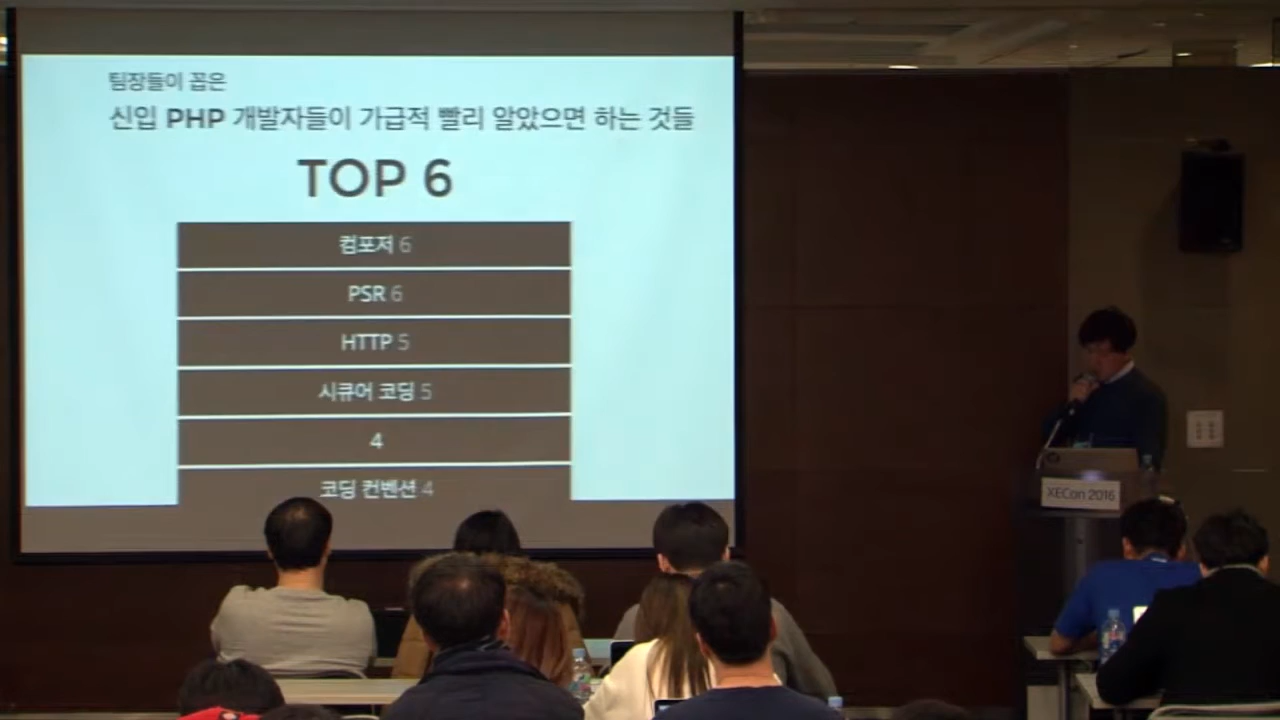 팀장들이 꼽은
신입 PHP 개발자들이 가급적 빨리 알았으면 하는 것들
TOP 6
컴포저 6
PSR 6
HTTP 5
시큐어 코딩 5
4
코딩 컨벤션 4
XECon 2016